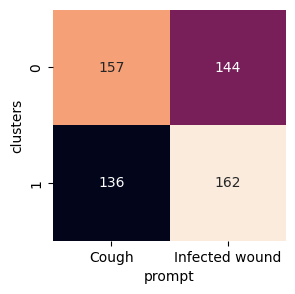 0
157 144
clusters
1
136 162
Cough Infected wound
prompt